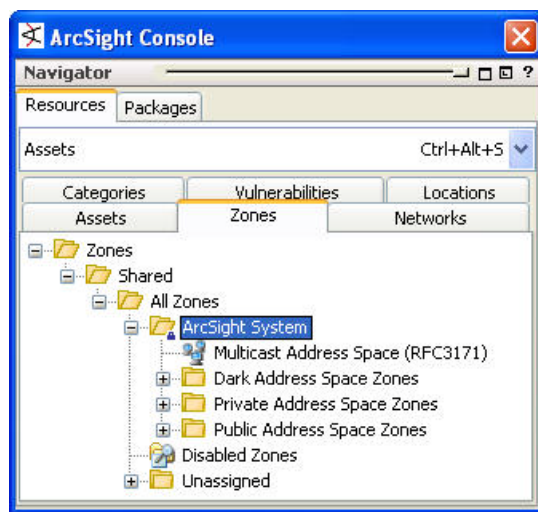 ArcSight Console
Navigator ?
Resources Packages
Assets Ctrl+Alt+S
Categories Vulnerabilities Locations
Assets Zones Networks
Zones
Shared
All Zones
ArcSight System
Multicast Address Space (RFC3171)
Dark Address Space Zones
Private Address Space Zones
Public Address Space Zones
Disabled Zones
Unassigned